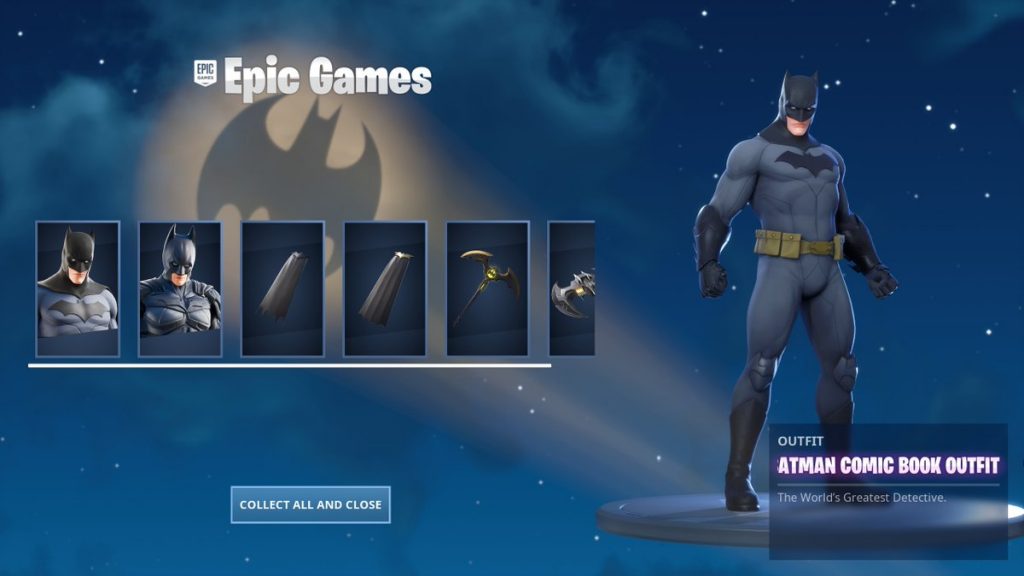 EPIC
GAMES
Epic Games
COLLECT ALL AND CLOSE
OUTFIT
ATMAN COMIC BOOK OUTFIT
The World's Greatest Detective.